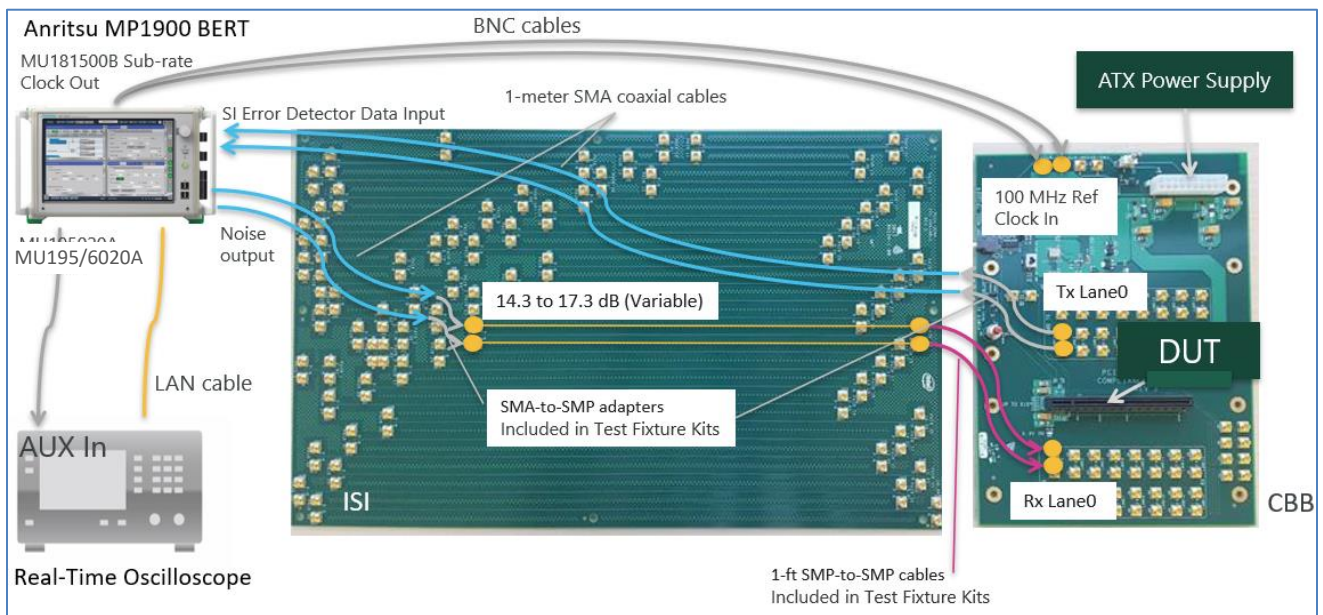 Anritsu MP1900 BERT
BNC cables
MU181500B Sub-rate
Clock Out
ATX Power Supply
1-meter SMA coaxial cables
SI Error Detector Data Input
100 MHz Ref
Clock In
Noise
output
MU195/6020A
14.3 to 17.3 dB (Variable)
Tx Lane0
DUT
LAN cable
SMA-to-SMP adapters
Included in Test Fixture Kits
AUX In
ISI
Rx Lane0
CBB
Real-Time Oscilloscope
1-ft SMP-to-SMP cables
Included in Test Fixture Kits